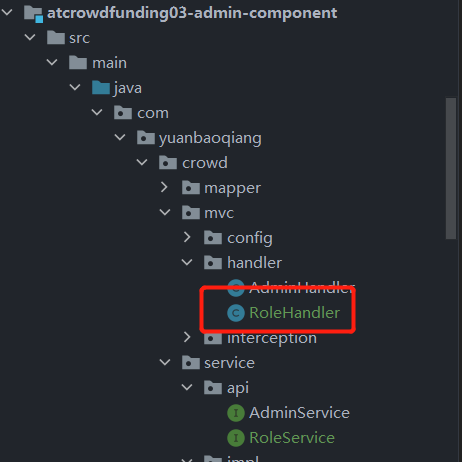 atcrowdfunding03-admin-component
src
main
java
com
yuanbaoqiang
crowd
mapper
mvc
config
handler
AdminHandler
RoleHandler
interception
service
api
AdminService
RoleService
impl